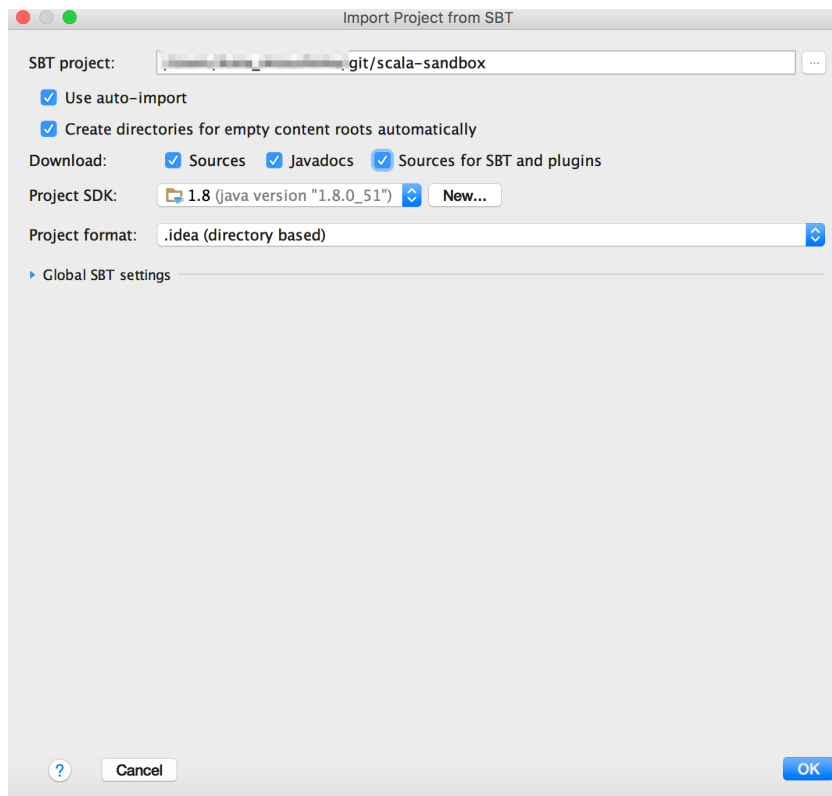 Import Project from SBT
SBT project: git/scala-sandbox ...
Use auto-import
Create directories for empty content roots automatically
Download: Sources Javadocs Sources for SBT and plugins
Project SDK: 1.8 (java version "1.8.0_51") New...
Project format: .idea (directory based)
Global SBT settings
? Cancel OK